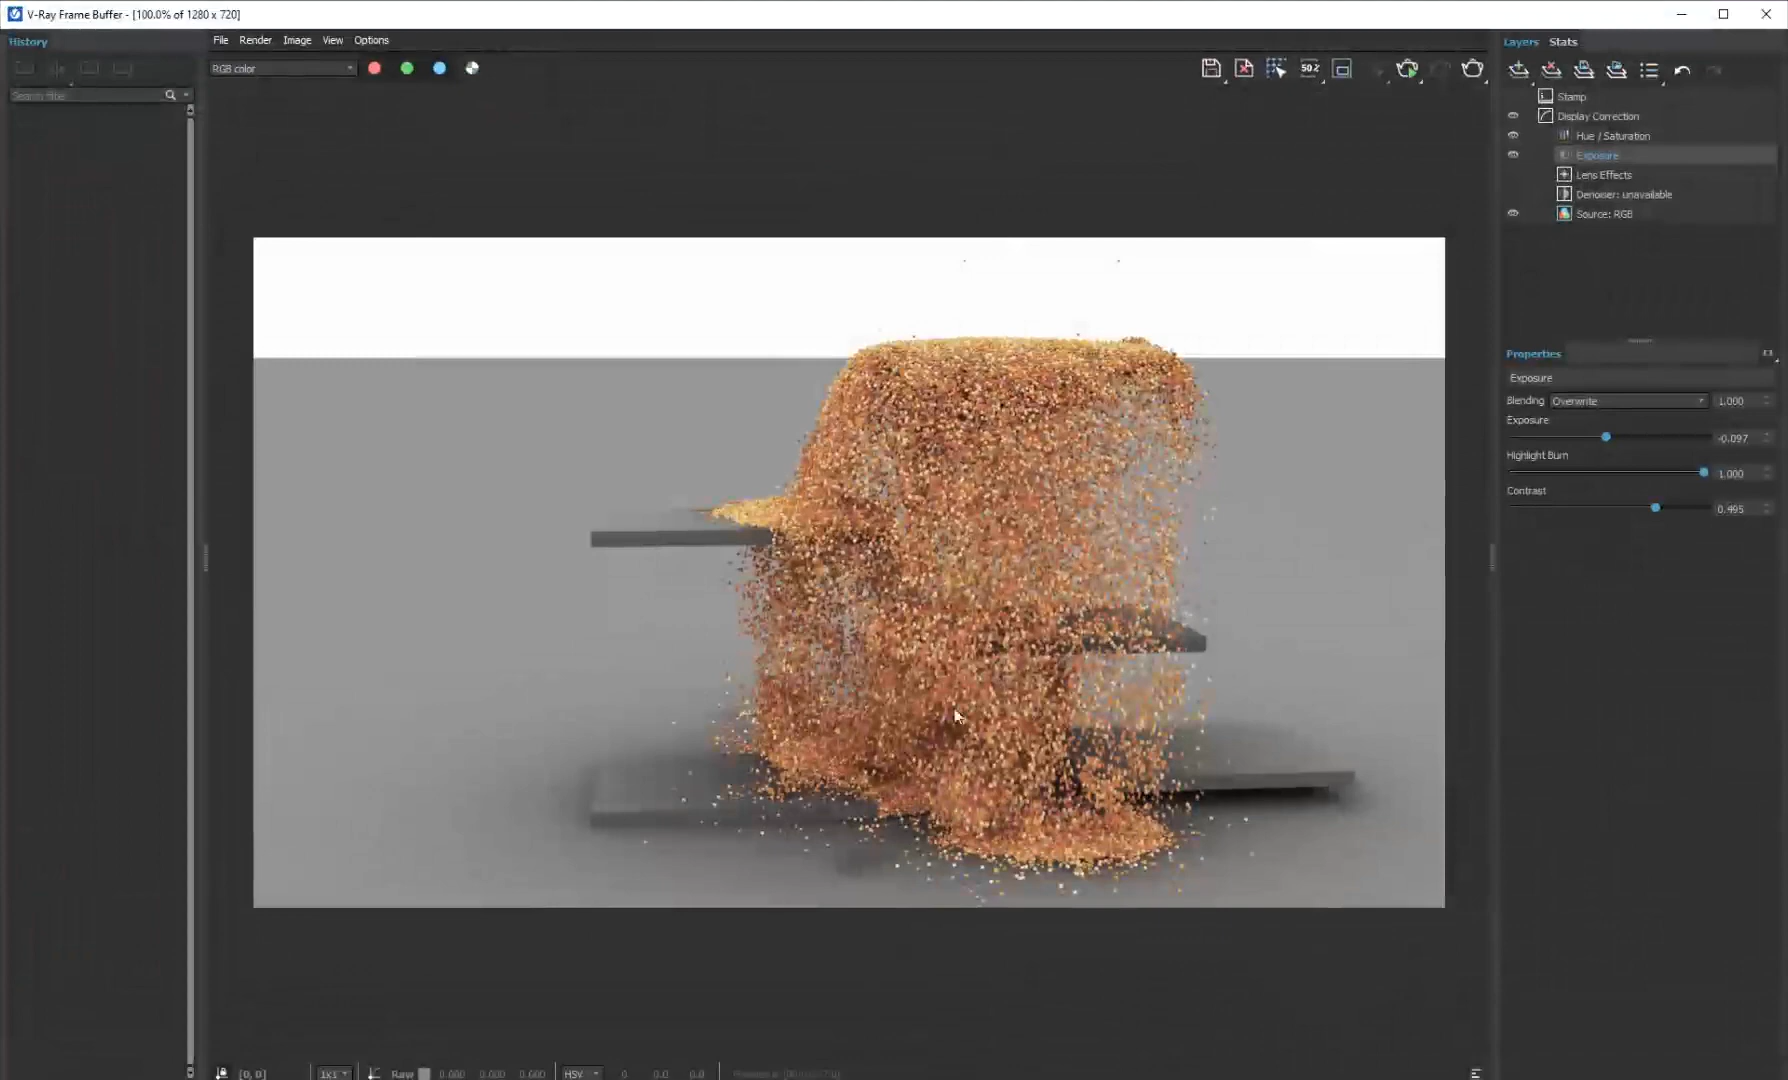 V-Ray Frame Buffer - [100.0% of 1280 x 720]
History
File Render Image View Options
Layers Stats
RGB color
50%
Search filter
Stamp
Display Correction
Hue / Saturation
Exposure
Lens Effects
Denoiser: unavailable
Source: RGB
Properties
Exposure
Blending Overwrite 1.000
Exposure
-0.097
Highlight Burn
1.000
Contrast
0.495
[0, 0] 1x1 Raw 0.000 0.000 0.000 HSV 0 0.0 0.0